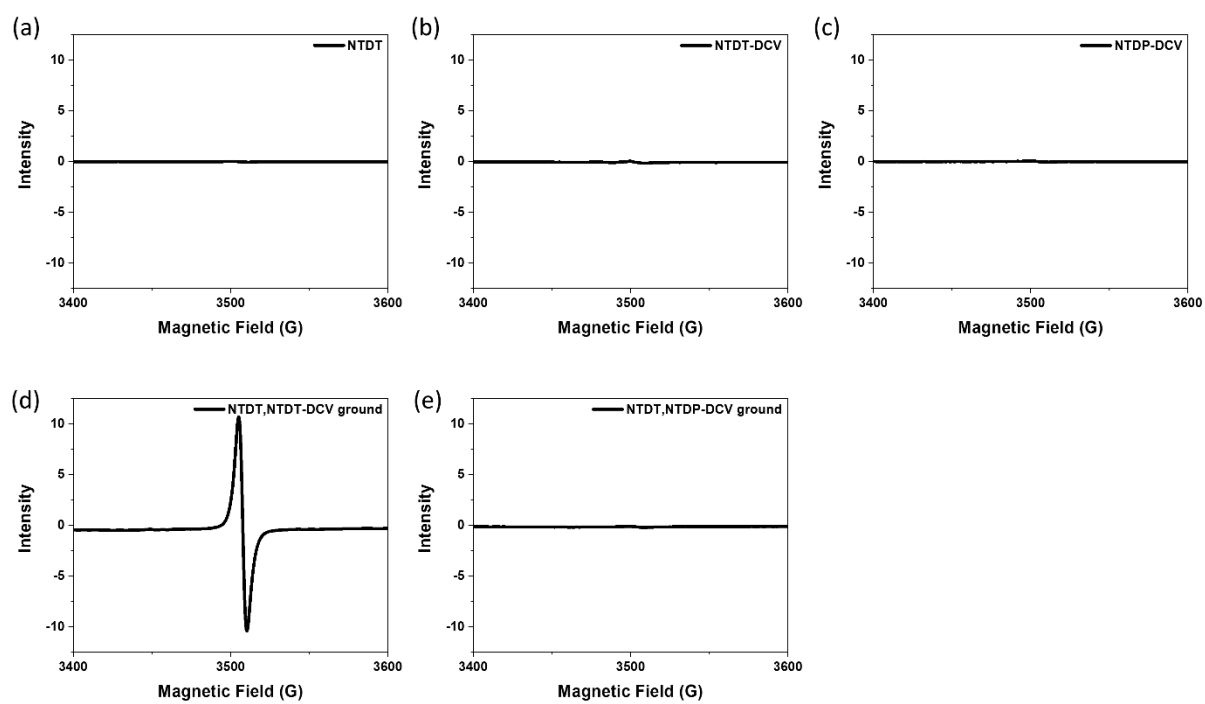 (a)
NTDT
10
5
0
-5
-10
Intensity
3400
3500
3600
Magnetic Field (G)
(b)
NTDT-DCV
10
5
0
-5
-10
Intensity
3400
3500
3600
Magnetic Field (G)
(c)
NTDP-DCV
10
5
0
-5
-10
Intensity
3400
3500
3600
Magnetic Field (G)
(d)
NTDT,NTDT-DCV ground
10
5
0
-5
-10
Intensity
3400
3500
3600
Magnetic Field (G)
(e)
NTDT,NTDP-DCV ground
10
5
0
-5
-10
Intensity
3400
3500
3600
Magnetic Field (G)